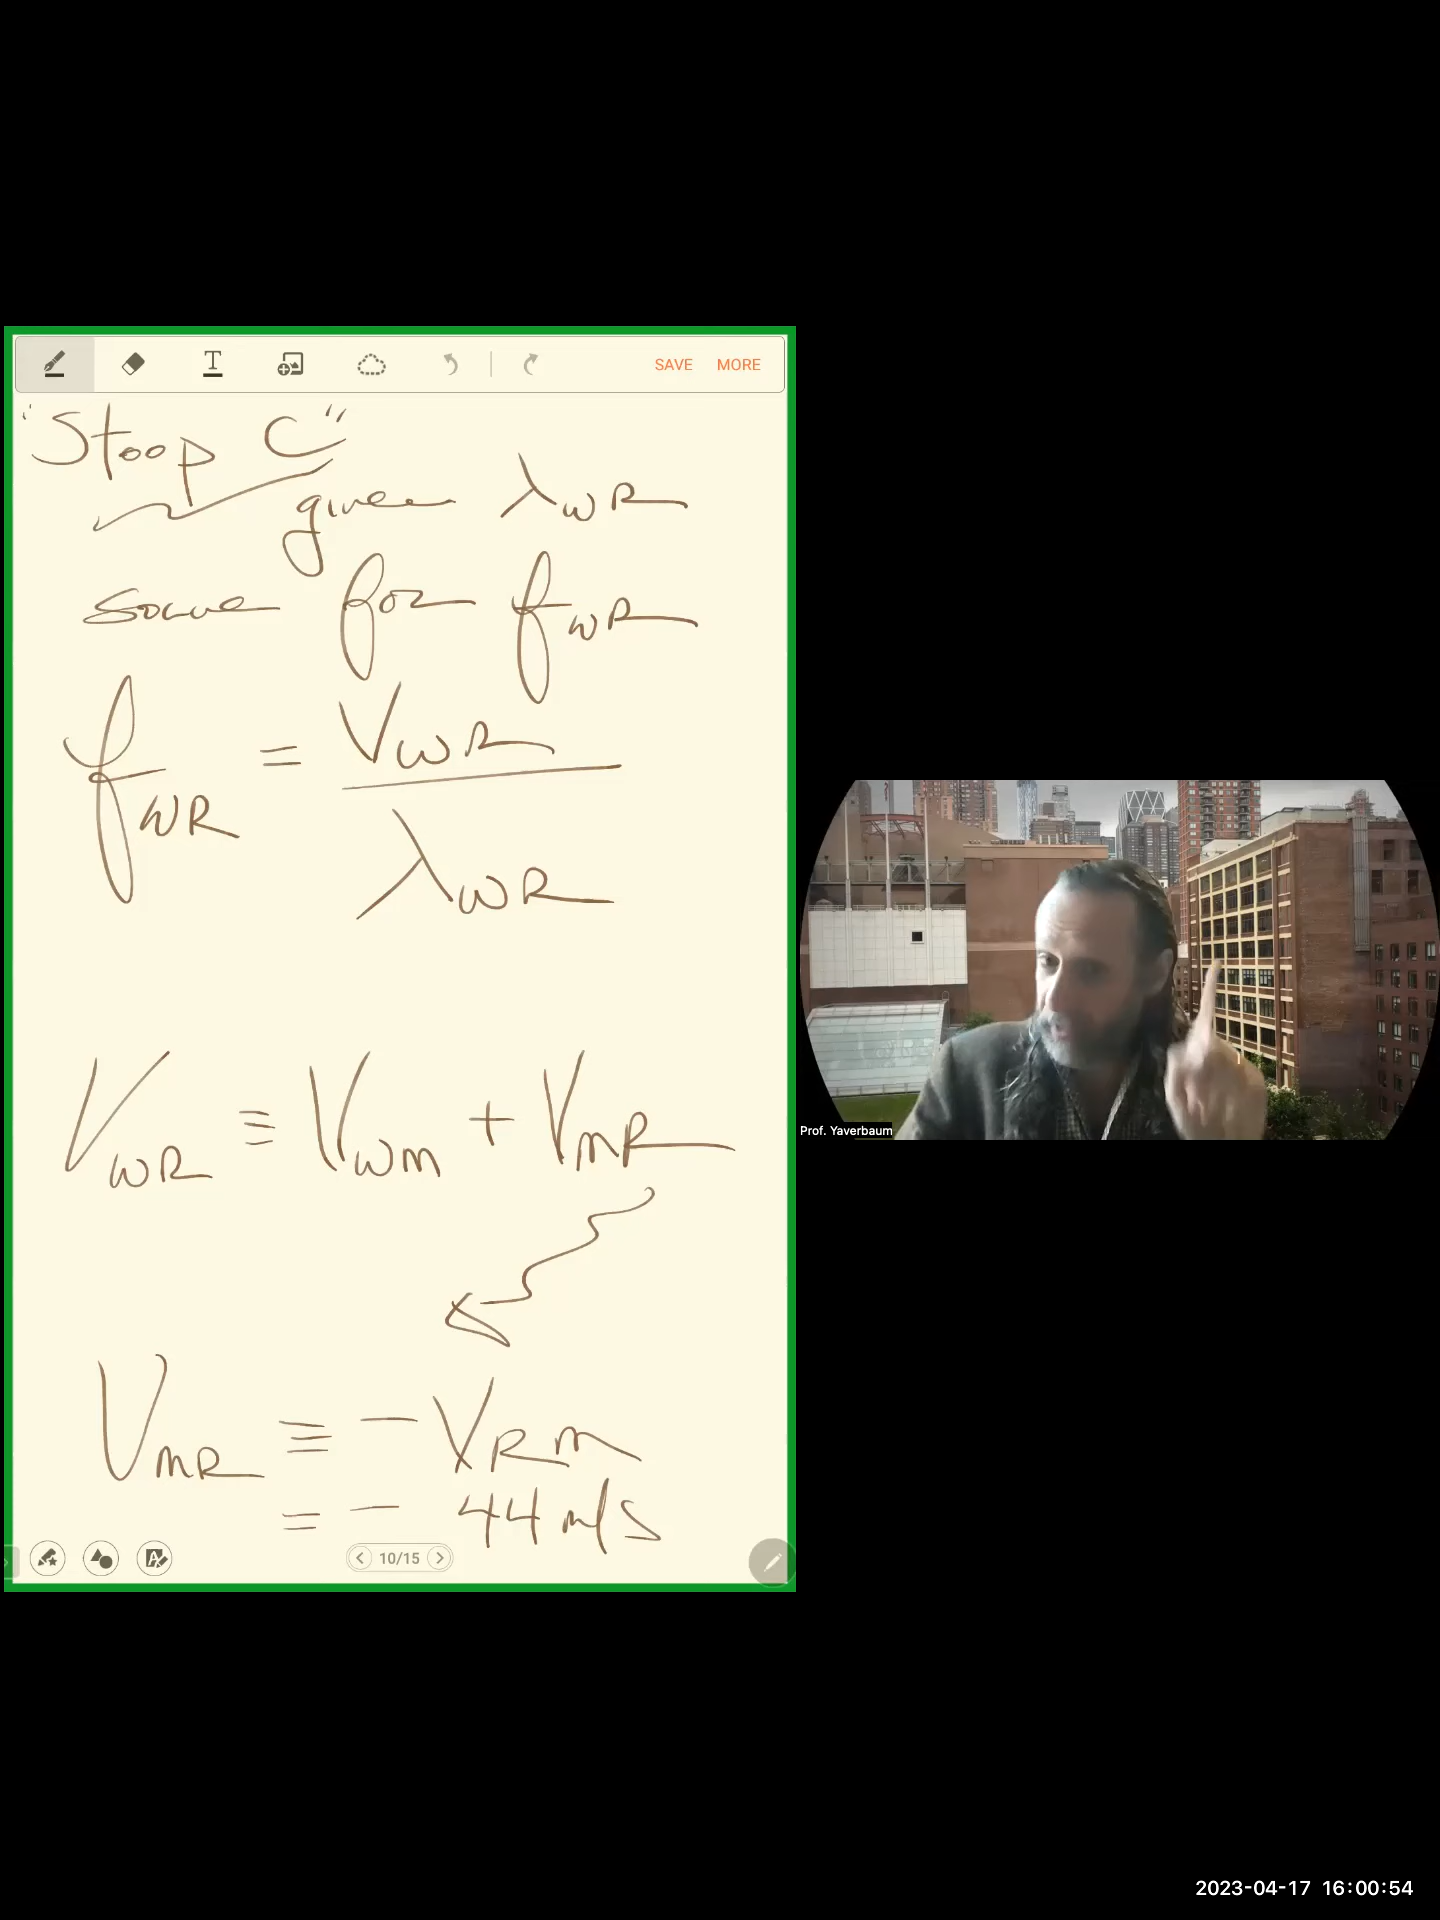 SAVE MORE
"Stoop C"
given λWR
solve for fWR
fWR = VWR / λWR
VWR ≡ VWM + VMR
VMR ≡ - VRM
= - 44 m/s
10/15
Prof. Yaverbaum
2023-04-17 16:00:54